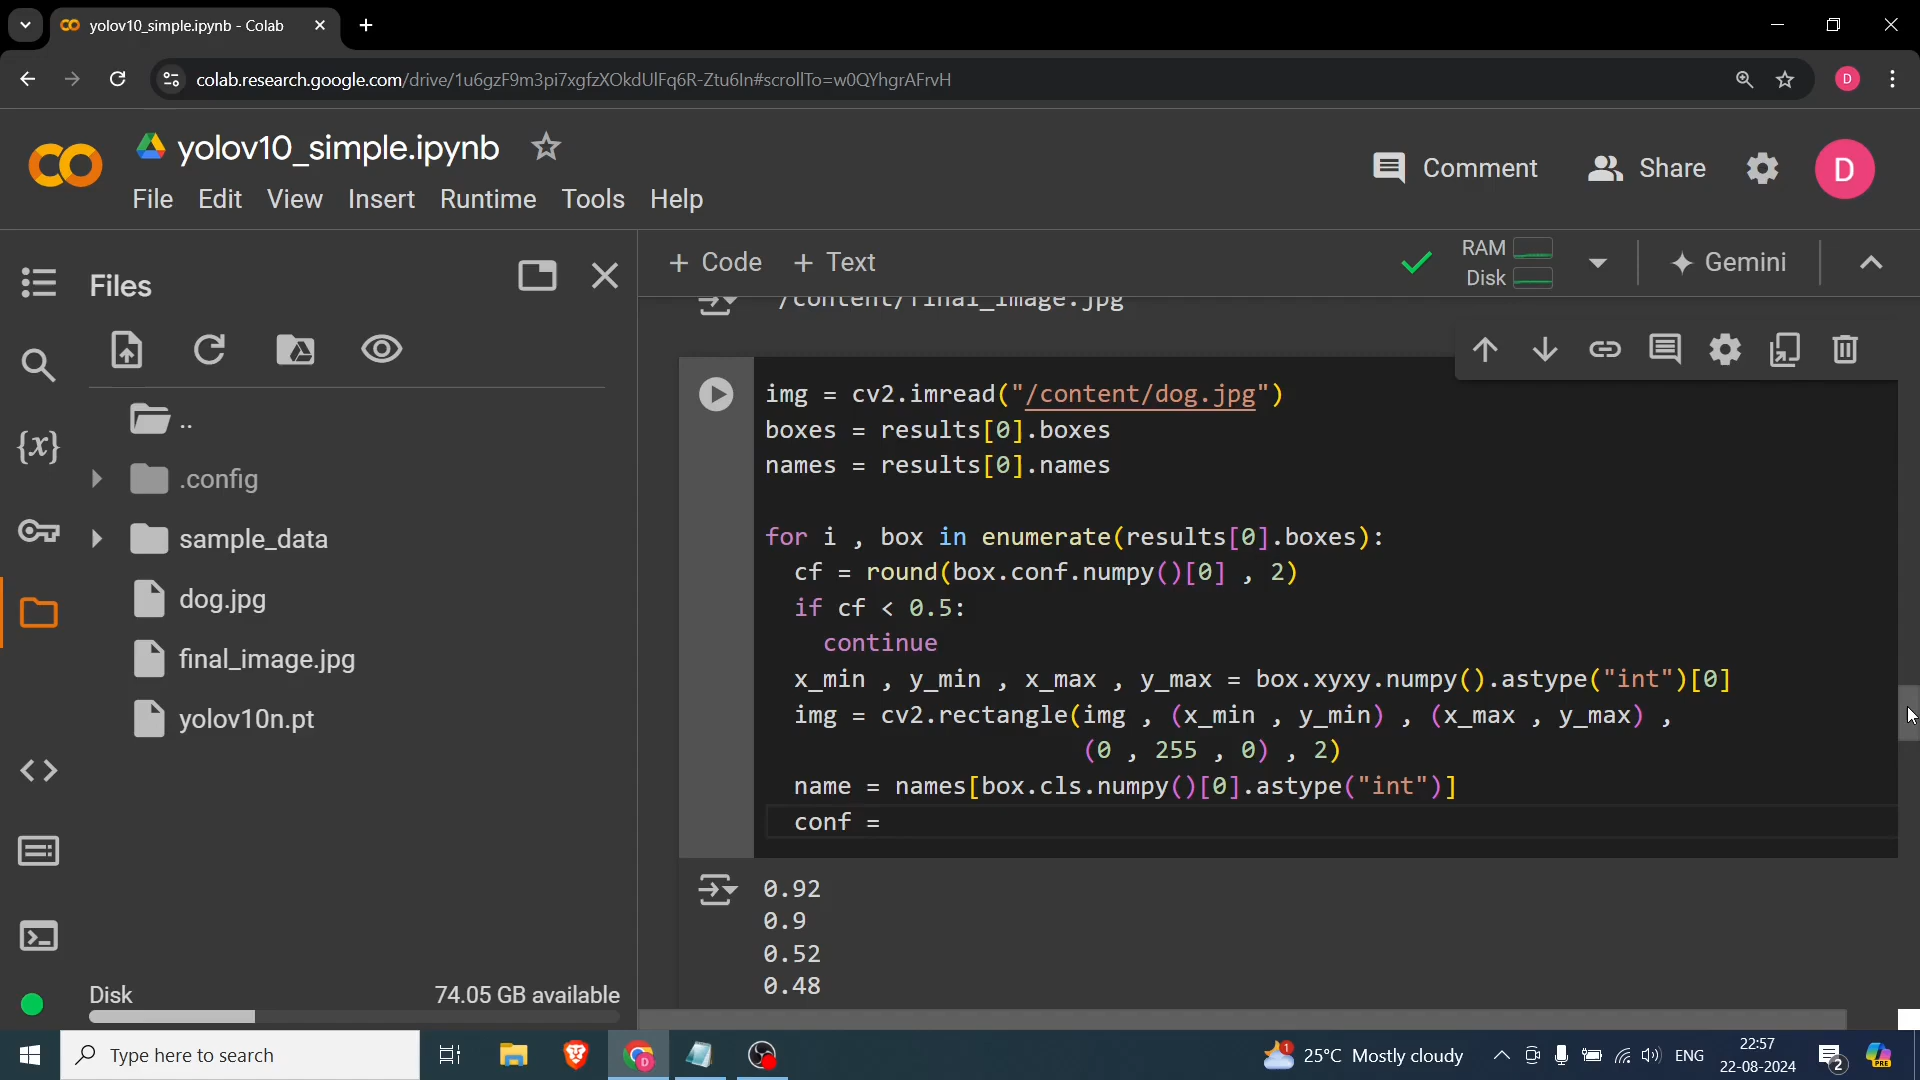 yolov10_simple.ipynb - Colab
colab.research.google.com/drive/1u6gzF9m3pi7xgfzXOkdUlFq6R-Ztu6ln#scrollTo=w0QYhgrAFrvH
D
yolov10_simple.ipynb
Comment
Share
D
File Edit View Insert Runtime Tools Help
+ Code + Text
RAM
Disk
Gemini
Files
{x}
..
.config
sample_data
dog.jpg
final_image.jpg
yolov10n.pt
Disk 74.05 GB available
/content/final_image.jpg
img = cv2.imread("/content/dog.jpg")
boxes = results[0].boxes
names = results[0].names
for i , box in enumerate(results[0].boxes):
cf = round(box.conf.numpy()[0] , 2)
if cf < 0.5:
continue
x_min , y_min , x_max , y_max = box.xyxy.numpy().astype("int")[0]
img = cv2.rectangle(img , (x_min , y_min) , (x_max , y_max) ,
(0 , 255 , 0) , 2)
name = names[box.cls.numpy()[0].astype("int")]
conf =
0.92
0.9
0.52
0.48
Type here to search
D
1
25°C Mostly cloudy
ENG
22:57
22-08-2024
2
PRE